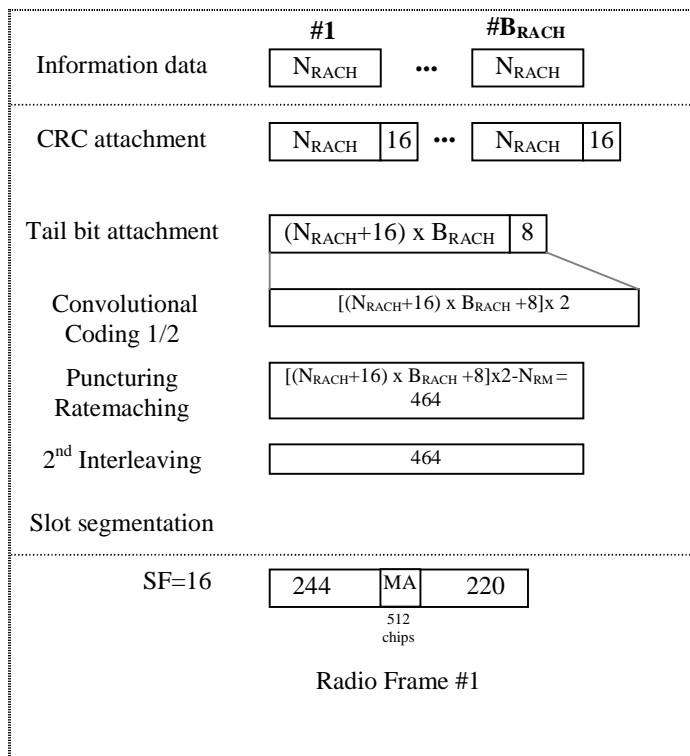 #1 #B_RACH
Information data N_RACH ••• N_RACH
CRC attachment N_RACH 16 ••• N_RACH 16
Tail bit attachment (N_RACH+16) x B_RACH 8
Convolutional
Coding 1/2
[(N_RACH+16) x B_RACH +8]x 2
Puncturing
Ratemaching
[(N_RACH+16) x B_RACH +8]x2-N_RM =
464
2nd Interleaving 464
Slot segmentation
SF=16 244 MA 220
512
chips
Radio Frame #1